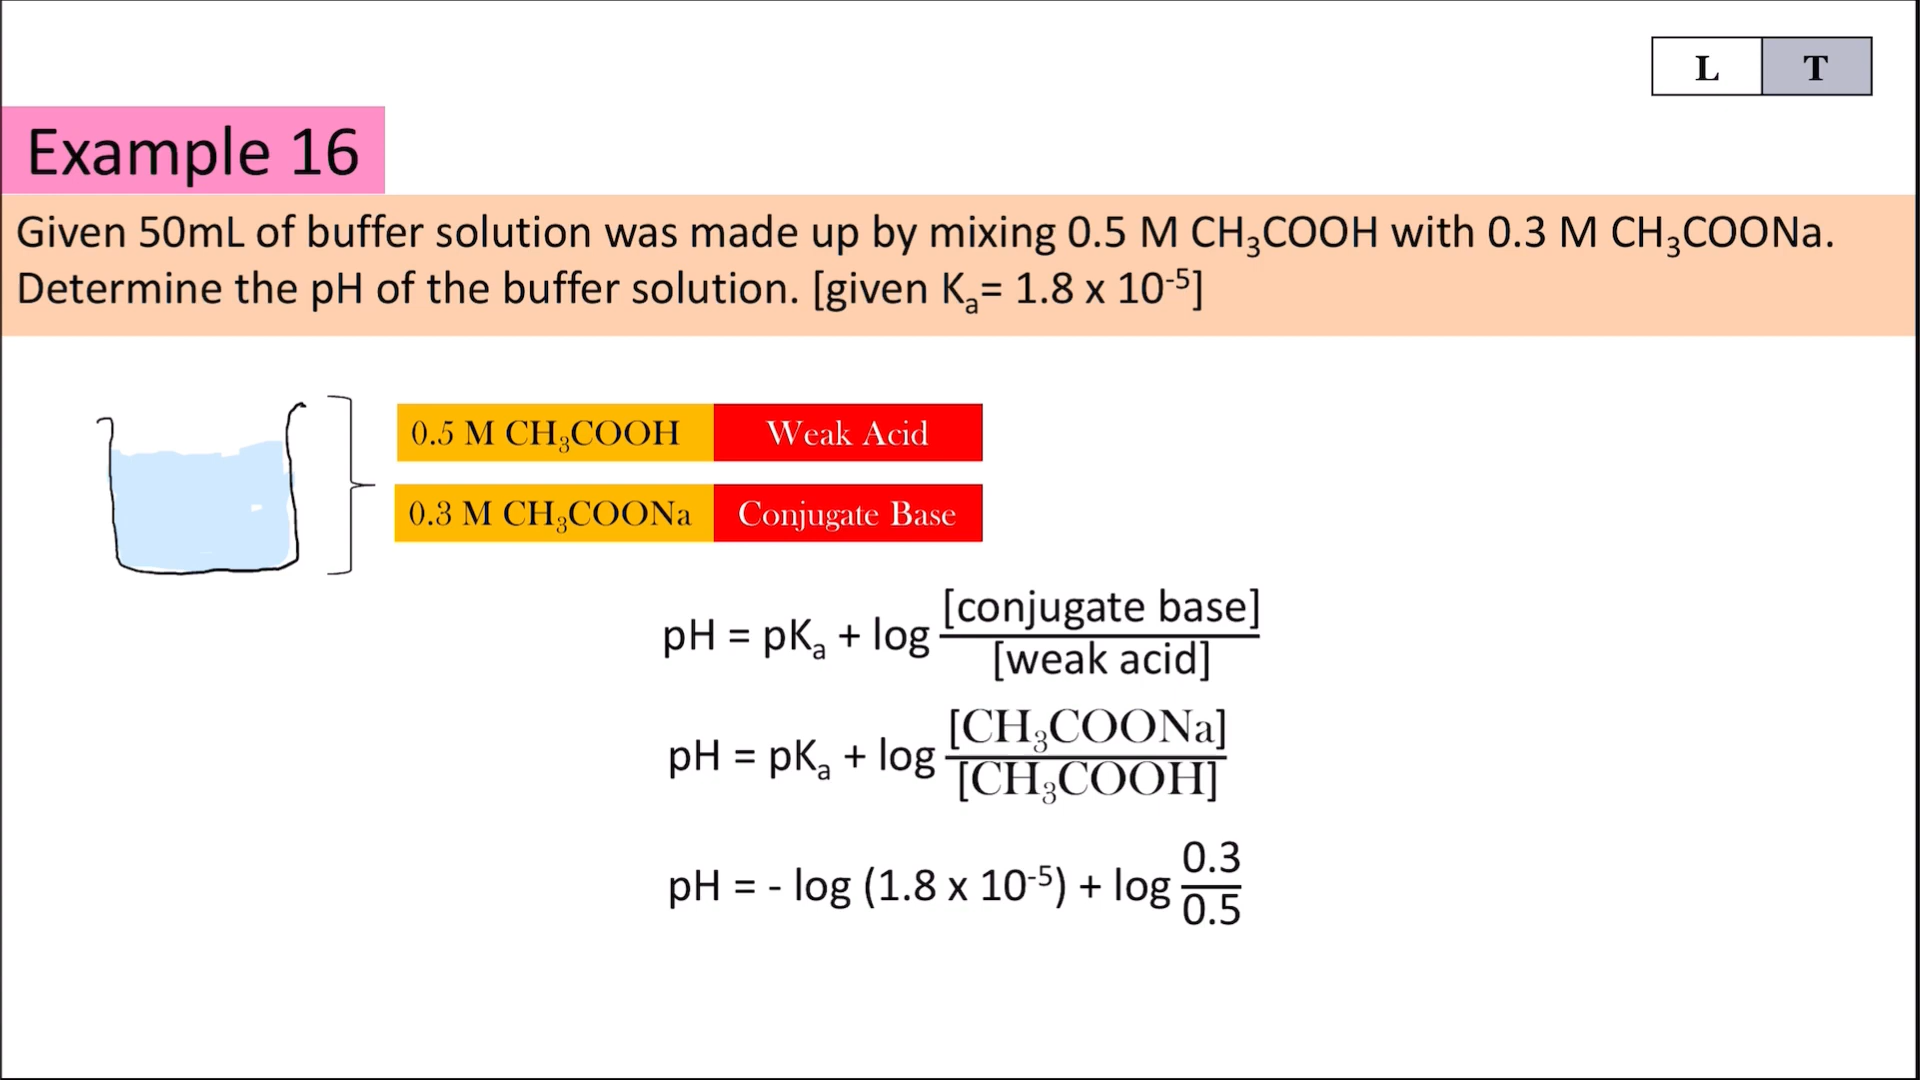 L T
Example 16
Given 50mL of buffer solution was made up by mixing 0.5 M CH₃COOH with 0.3 M CH₃COONa.
Determine the pH of the buffer solution. [given Kₐ= 1.8 x 10⁻⁵]
0.5 M CH₃COOH Weak Acid
0.3 M CH₃COONa Conjugate Base
pH = pKₐ + log [conjugate base] / [weak acid]
pH = pKₐ + log [CH₃COONa] / [CH₃COOH]
pH = - log (1.8 x 10⁻⁵) + log 0.3 / 0.5